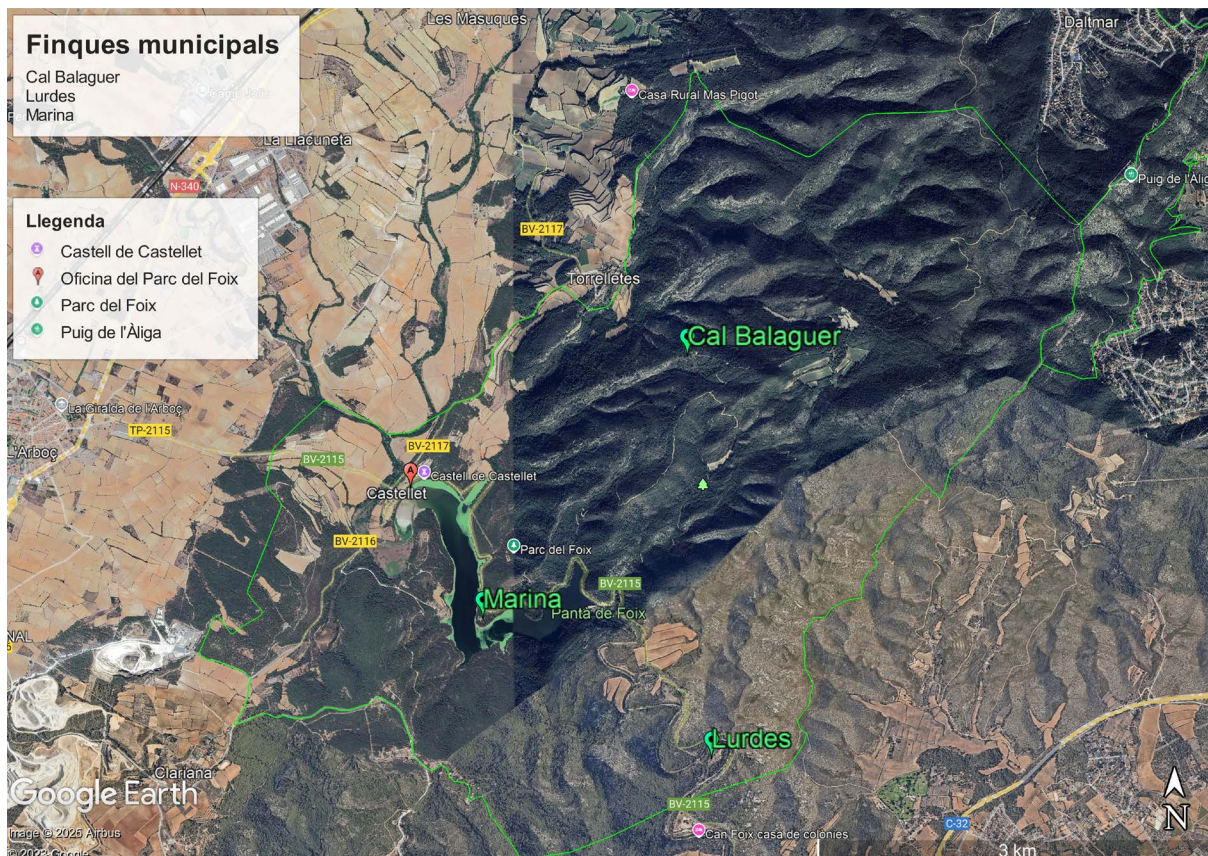 Finques municipals
Cal Balaguer
Lurdes
Marina
Les Masuques
Daltmar
Casa Rural Mas Pigot
La Llacuneta
N-340
Puig de l'Àlig
Llegenda
Castell de Castellet
Oficina del Parc del Foix
Parc del Foix
Puig de l'Àliga
BV-2117
Torrelletes
Cal Balaguer
La Giralda de l'Arboç
TP-2115
L'Arboç
BV-2117
BV-2115
A
Castell de Castellet
Castellet
BV-2116
Parc del Foix
BV-2115
Marina
Pantà de Foix
NAL
Lurdes
Clariana
Google Earth
BV-2115
C-32
N
Image © 2025 Airbus
Can Foix casa de colonies
© 2023 Google
3 km